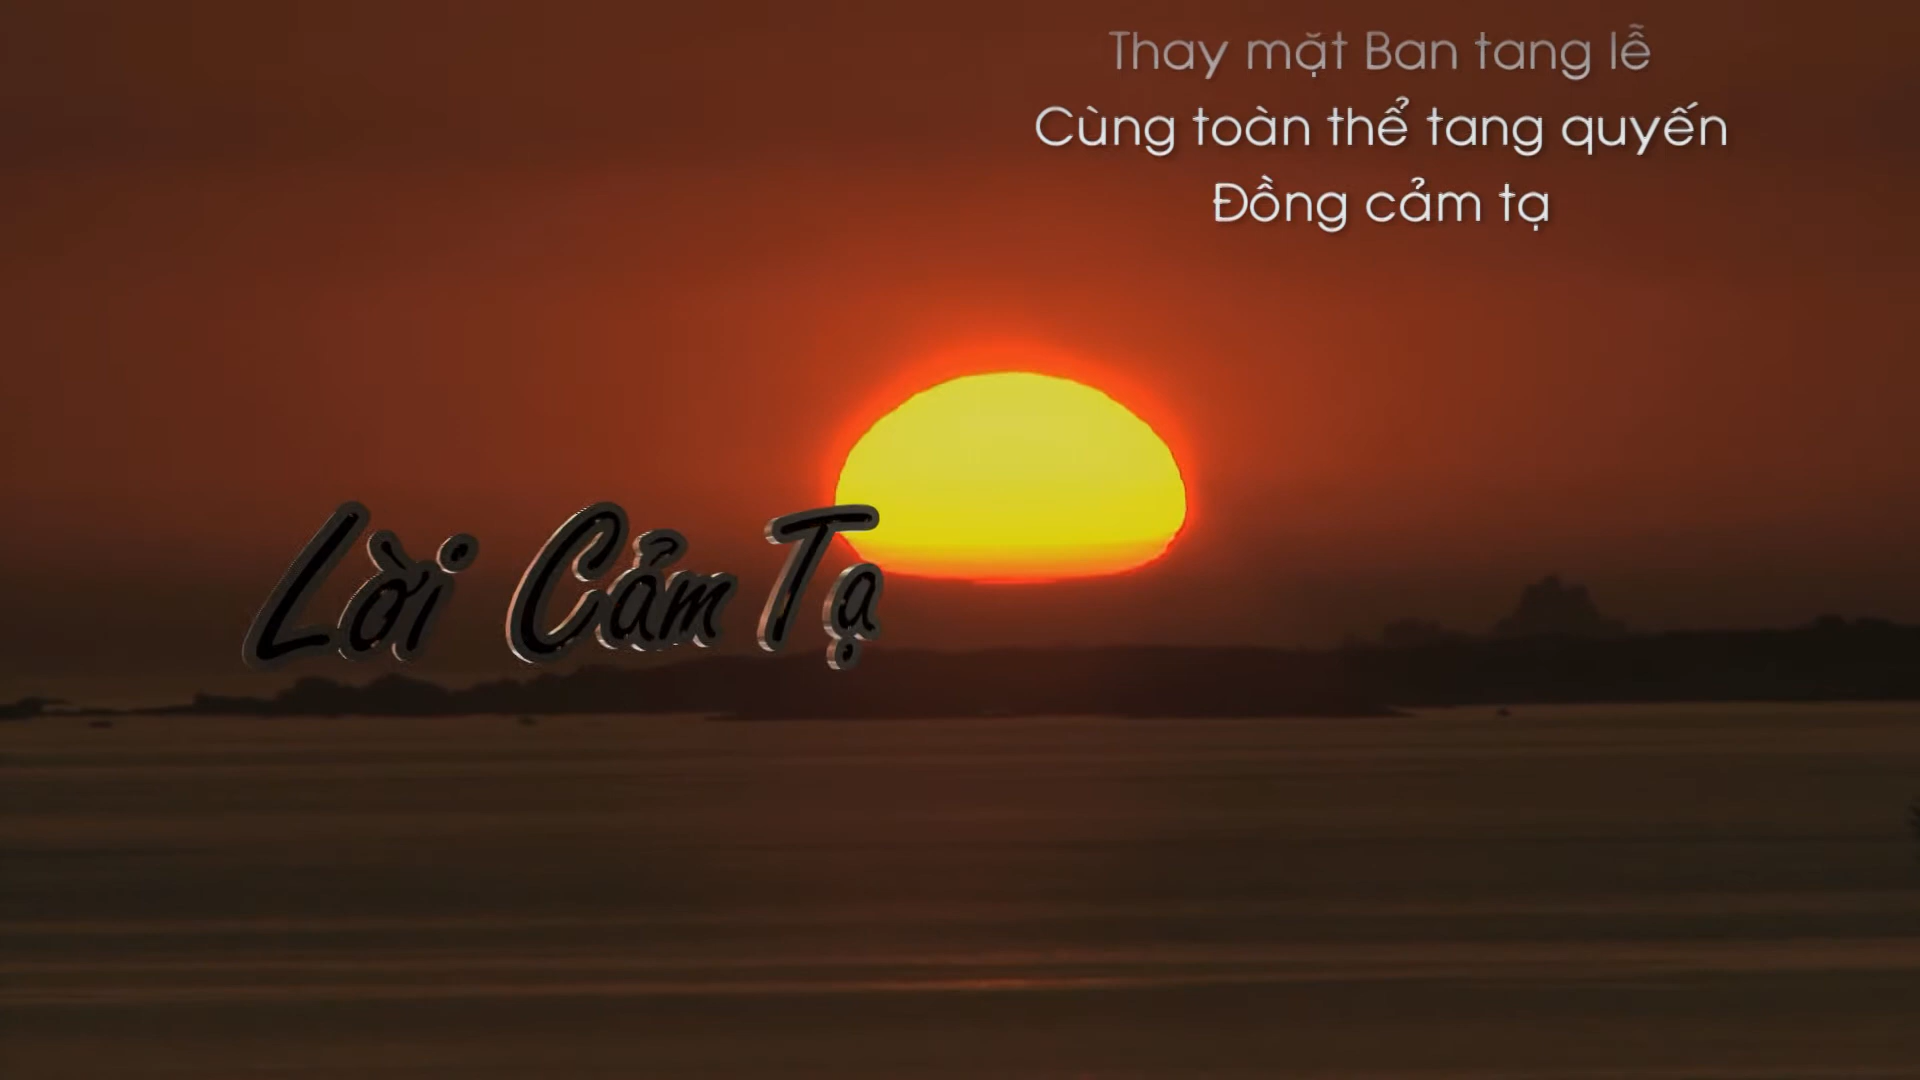 Thay mặt Ban tang lễ
Cùng toàn thể tang quyến
Đồng cảm tạ
Lời Cảm Tạ